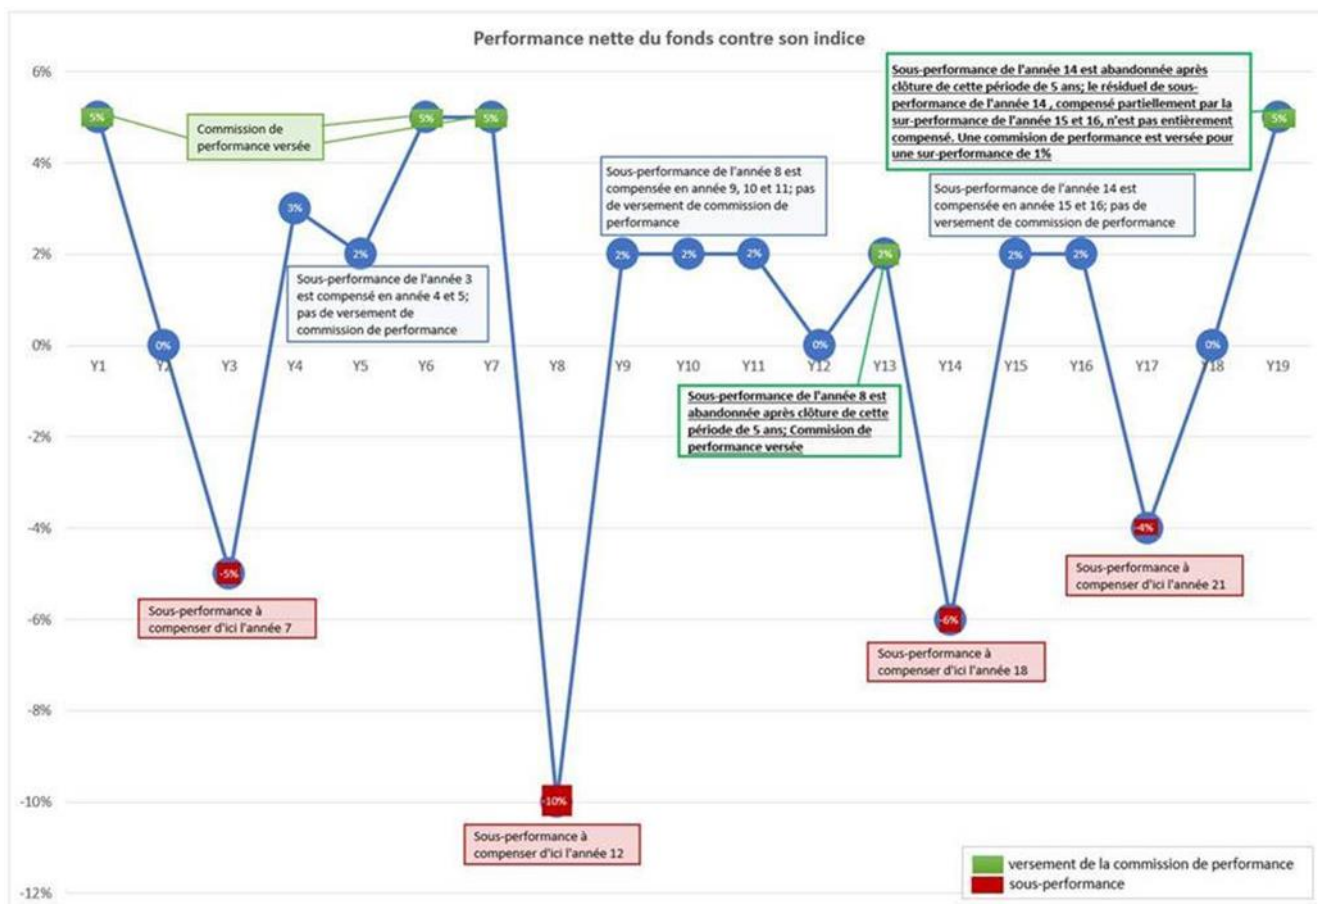 Performance nette du fonds contre son indice
6%
4%
2%
0%
-2%
-4%
-6%
-8%
-10%
-12%
Y1
Y2
Y3
Y4
Y5
Y6
Y7
Y8
Y9
Y10
Y11
Y12
Y13
Y14
Y15
Y16
Y17
Y18
Y19
5%
0%
-5%
3%
2%
5%
5%
-10%
2%
2%
2%
0%
2%
-6%
2%
2%
-4%
0%
5%
Commission de
performance versée
Sous-performance de l'année 3
est compensé en année 4 et 5;
pas de versement de
commission de performance
Sous-performance à
compenser d'ici l'année 7
Sous-performance à
compenser d'ici l'année 12
Sous-performance de l'année 8 est
compensée en année 9, 10 et 11; pas
de versement de commission de
performance
Sous-performance de l'année 8 est
abandonnée après clôture de cette
période de 5 ans; Commision de
performance versée
Sous-performance de l'année 14 est abandonnée après
clôture de cette période de 5 ans; le résiduel de sous-
performance de l'année 14 , compensé partiellement par la
sur-performance de l'année 15 et 16, n'est pas entièrement
compensé. Une commision de performance est versée pour
une sur-performance de 1%
Sous-performance de l'année 14 est
compensée en année 15 et 16; pas de
versement de commission de performance
Sous-performance à
compenser d'ici l'année 18
Sous-performance à
compenser d'ici l'année 21
versement de la commission de performance
sous-performance